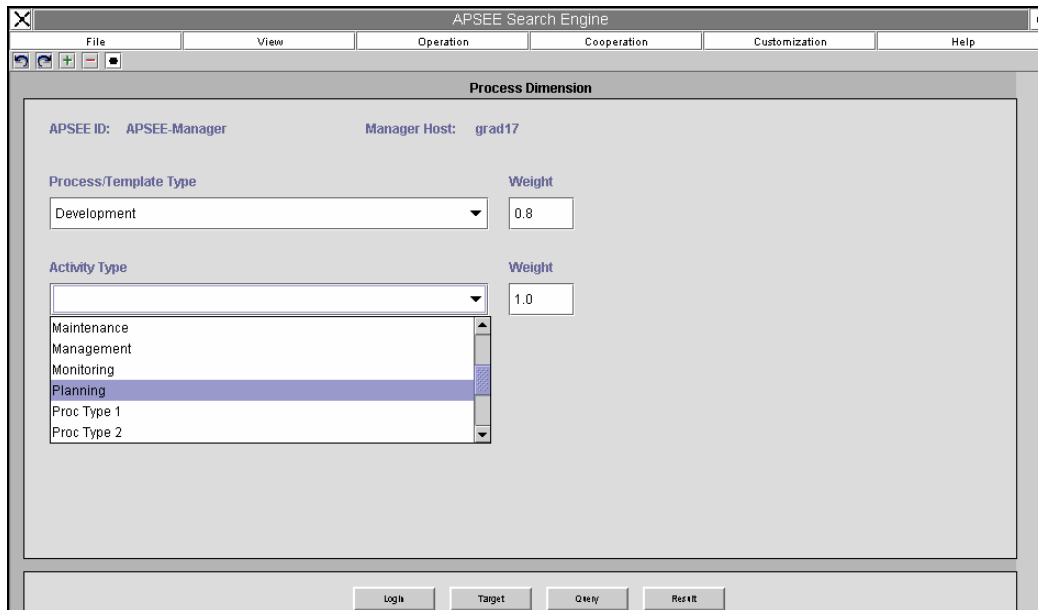 APSEE Search Engine
File View Operation Cooperation Customization Help
Process Dimension
APSEE ID: APSEE-Manager Manager Host: grad17
Process/Template Type Weight
Development 0.8
Activity Type Weight
1.0
Maintenance
Management
Monitoring
Planning
Proc Type 1
Proc Type 2
Login Target Query Result